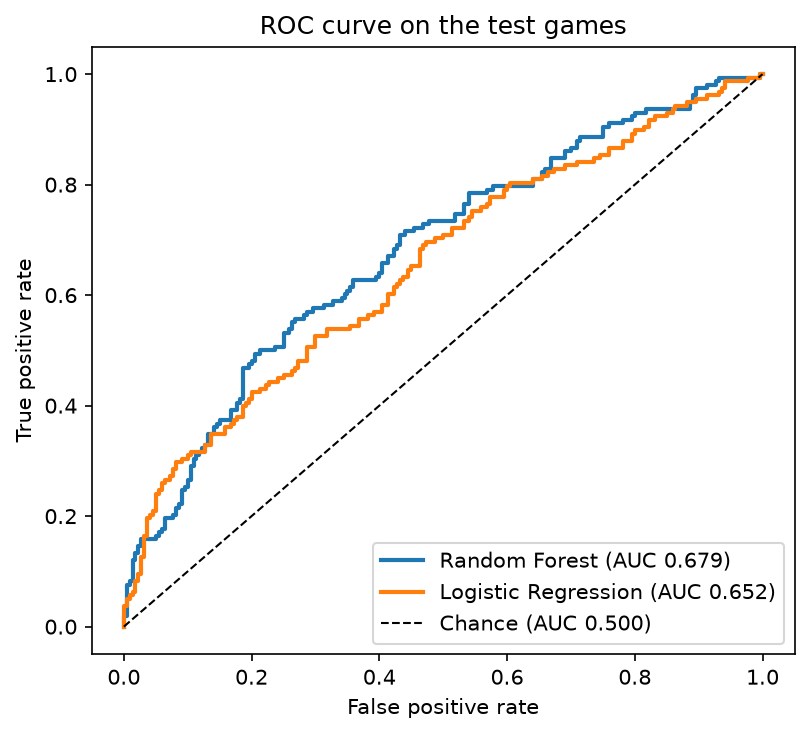 ROC curve on the test games
True positive rate
1.0
0.8
0.6
0.4
0.2
0.0
Random Forest (AUC 0.679)
Logistic Regression (AUC 0.652)
Chance (AUC 0.500)
0.0 0.2 0.4 0.6 0.8 1.0
False positive rate